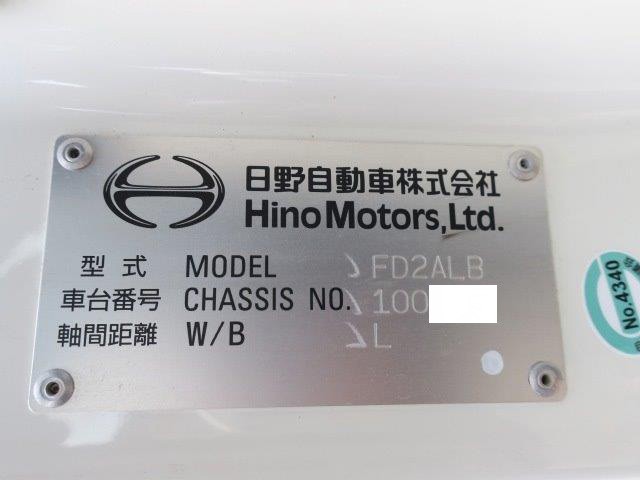 日野自動車株式会社
Hino Motors, Ltd.
型式 MODEL FD2ALB
車台番号 CHASSIS NO. 100
軸間距離 W/B L
No.4340